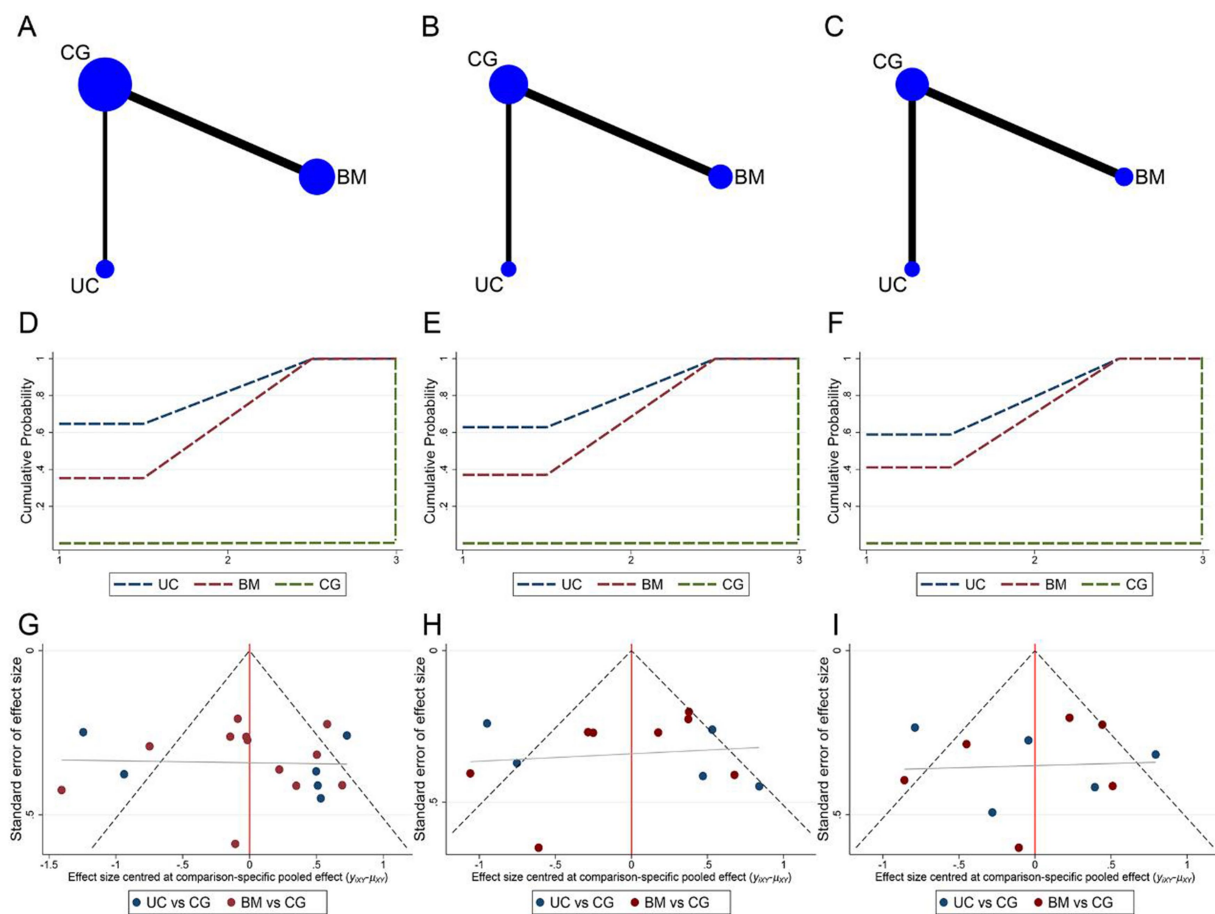 A B C
CG CG CG
BM BM BM
UC UC UC
D E F
Cumulative Probability Cumulative Probability Cumulative Probability
1 1 1
.8 .8 .8
.6 .6 .6
.4 .4 .4
.2 .2 .2
1 2 3 1 2 3 1 2 3
UC BM CG UC BM CG UC BM CG
G H I
Standard error of effect size Standard error of effect size Standard error of effect size
0 0 0
.5 .5 .5
-1.5 -1 -.5 0 .5 1 -1 -.5 0 .5 1 -1 -.5 0 .5 1
Effect size centred at comparison-specific pooled effect (yiXY-μXY) Effect size centred at comparison-specific pooled effect (yiXY-μXY) Effect size centred at comparison-specific pooled effect (yiXY-μXY)
UC vs CG BM vs CG UC vs CG BM vs CG UC vs CG BM vs CG